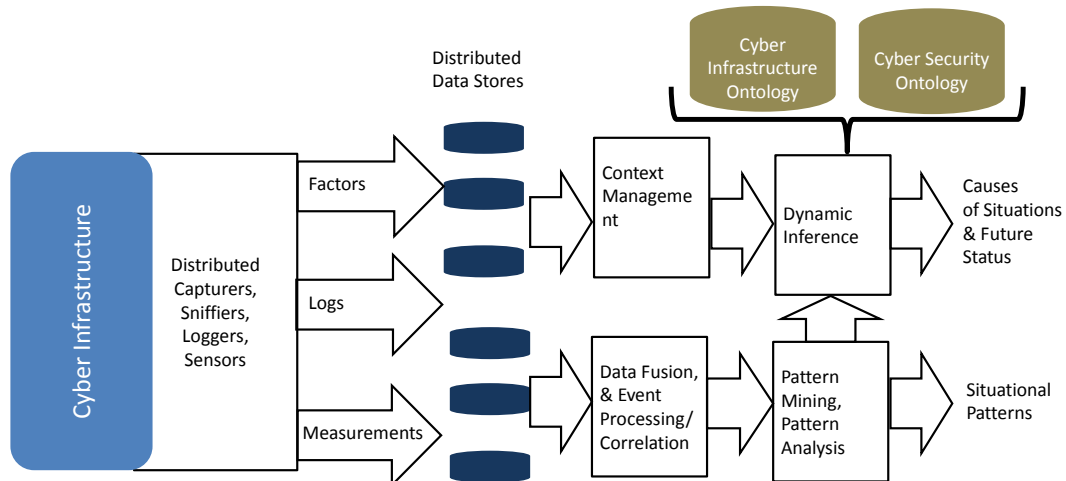 Cyber Infrastructure
Distributed
Capturers,
Sniffiers,
Loggers,
Sensors
Factors
Logs
Measurements
Distributed
Data Stores
Context
Manageme
nt
Data Fusion,
& Event
Processing/
Correlation
Cyber
Infrastructure
Ontology
Cyber Security
Ontology
Dynamic
Inference
Pattern
Mining,
Pattern
Analysis
Causes
of Situations
& Future
Status
Situational
Patterns